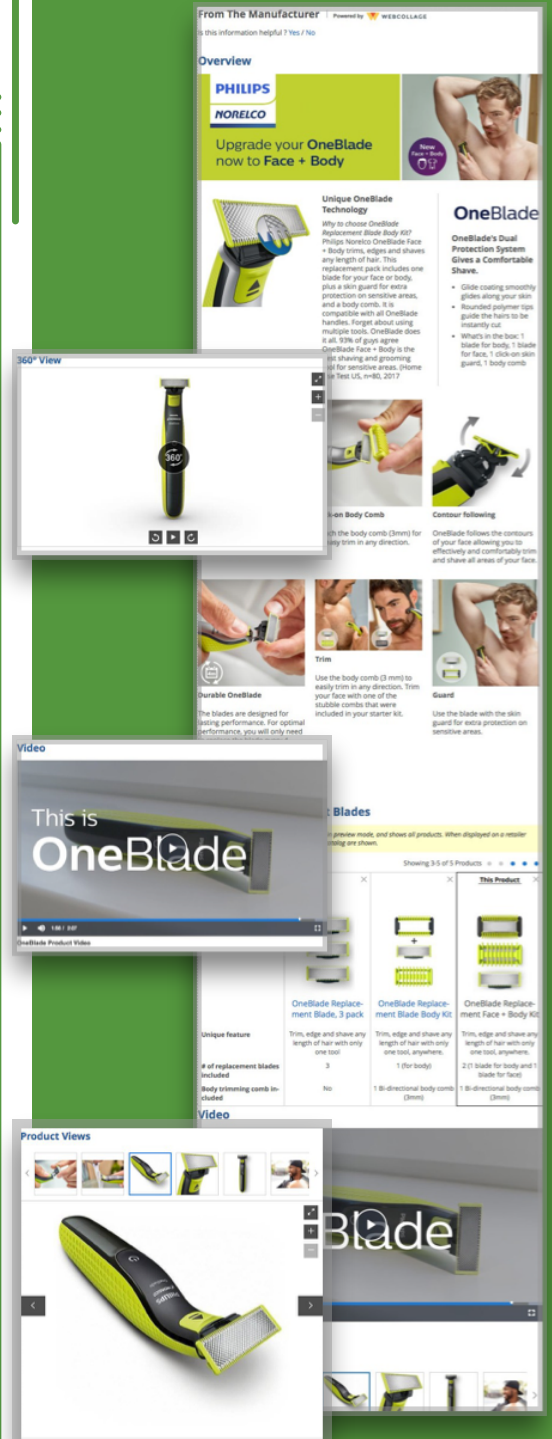 From The Manufacturer
Powered by WEBCOLLAGE
Is this information helpful ? Yes / No
Overview
PHILIPS
NORELCO
Upgrade your OneBlade
now to Face + Body
New
Face + Body
Unique OneBlade
Technology
Why to choose OneBlade
Replacement Blade Body Kit?
Philips Norelco OneBlade Face
+ Body trims, edges and shaves
any length of hair. This
replacement pack includes one
blade for your face or body,
plus a skin guard for extra
protection on sensitive areas,
and a body comb. It is
compatible with all OneBlade
handles. Forget about using
multiple tools. OneBlade does
it all. 93% of guys agree
OneBlade Face + Body is the
shaving and grooming
for sensitive areas. (Home
Test US, n=80, 2017
OneBlade
OneBlade's Dual
Protection System
Gives a Comfortable
Shave.
• Glide coating smoothly
glides along your skin
• Rounded polymer tips
guide the hairs to be
instantly cut
• What's in the box: 1
blade for body, 1 blade
for face, 1 click-on skin
guard, 1 body comb
360° View
360°
-on Body Comb
the body comb (3mm) for
easy trim in any direction.
Contour following
OneBlade follows the contours
of your face allowing you to
effectively and comfortably trim
and shave all areas of your face.
Durable OneBlade
The blades are designed for
lasting performance. For optimal
performance, you will only need
Trim
Use the body comb (3 mm) to
easily trim in any direction. Trim
your face with one of the
stubble combs that were
included in your starter kit.
Guard
Use the blade with the skin
guard for extra protection on
sensitive areas.
Video
This is
OneBlade
OneBlade Product Video
t Blades
preview mode, and shows all products. When displayed on a retailer
are shown.
Showing 3-5 of 5 Products
This Product
OneBlade Replace-
ment Blade, 3 pack
OneBlade Replace-
ment Blade Body Kit
OneBlade Replace-
ment Face + Body Kit
Unique feature
Trim, edge and shave any
length of hair with only
one tool
Trim, edge and shave any
length of hair with only
one tool, anywhere.
Trim, edge and shave any
length of hair with only
one tool, anywhere.
# of replacement blades
included
3
1 (for body)
2 (1 blade for body and 1
blade for face)
Body trimming comb in-
cluded
No
1 Bi-directional body comb
(3mm)
1 Bi-directional body comb
(3mm)
Video
Blade
Product Views
PHILIPS